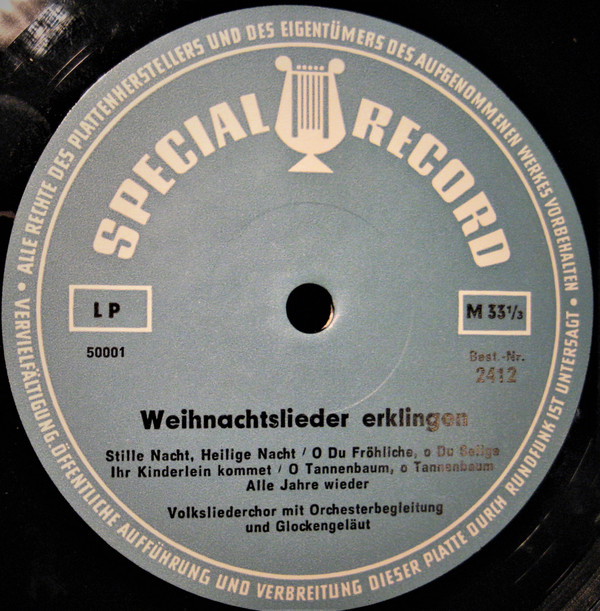 • ALLE RECHTE DES PLATTENHERSTELLERS UND DES EIGENTÜMERS DES AUFGENOMMENEN WERKES VORBEHALTEN •
SPECIAL RECORD
LP
M 33 1/3
50001
Best.-Nr.
2412
Weihnachtslieder erklingen
Stille Nacht, Heilige Nacht / O Du Fröhliche, o Du Selige
Ihr Kinderlein kommet / O Tannenbaum, o Tannenbaum
Alle Jahre wieder
Volksliederchor mit Orchesterbegleitung
und Glockengeläut
VERVIELFÄLTIGUNG, ÖFFENTLICHE AUFFÜHRUNG UND VERBREITUNG DIESER PLATTE DURCH RUNDFUNK IST UNTERSAGT